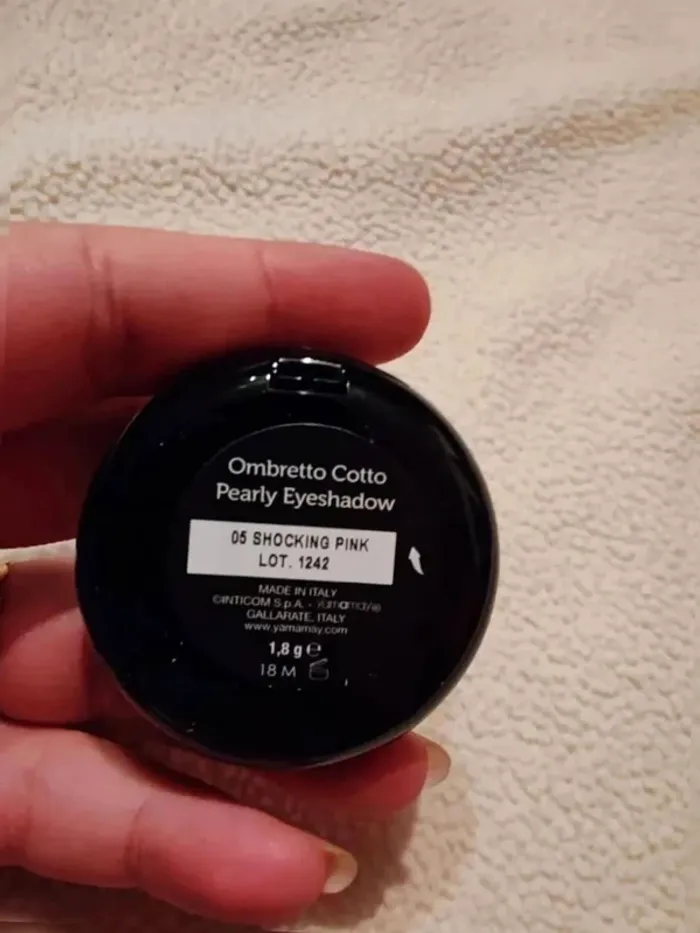 Ombretto Cotto
Pearly Eyeshadow
05 SHOCKING PINK
LOT. 1242
MADE IN ITALY
©INTICOM S.p.A. - yamamay®
GALLARATE, ITALY
www.yamamay.com
1,8 g ℮
18 M